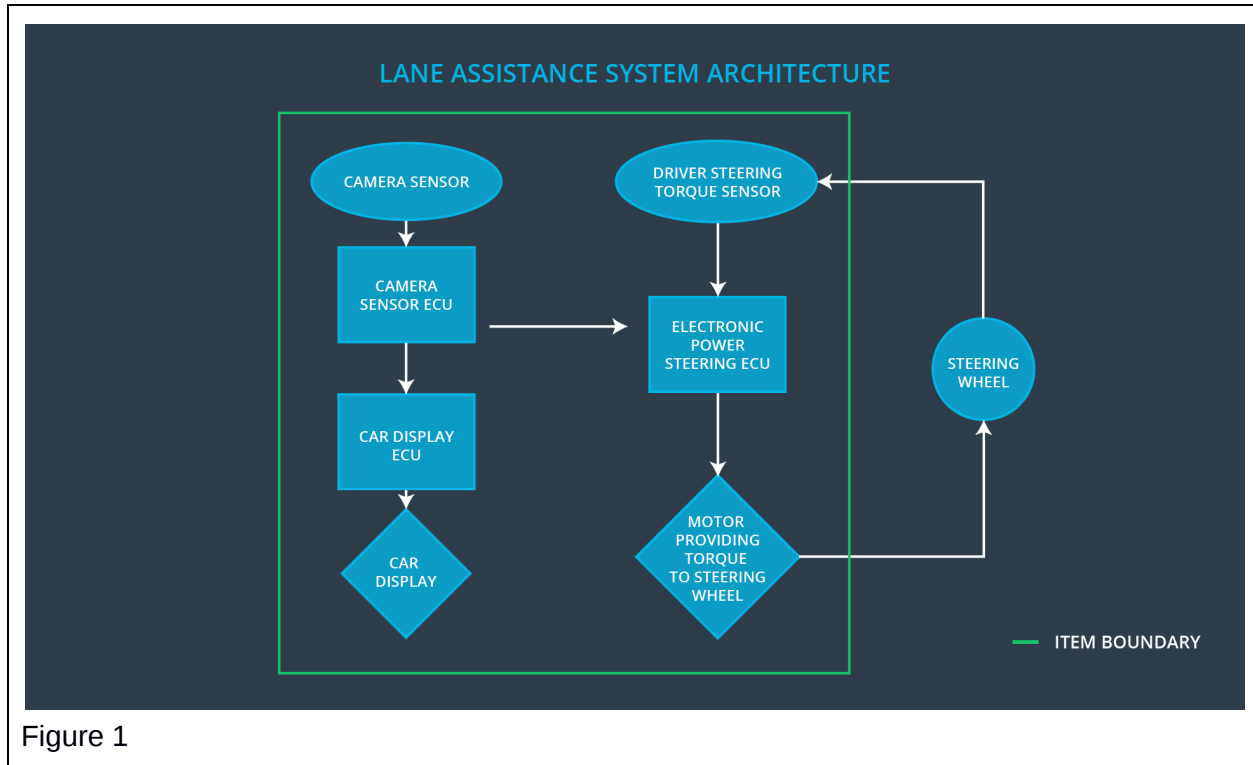 LANE ASSISTANCE SYSTEM ARCHITECTURE
CAMERA SENSOR
DRIVER STEERING
TORQUE SENSOR
CAMERA
SENSOR ECU
ELECTRONIC
POWER
STEERING ECU
STEERING
WHEEL
CAR DISPLAY
ECU
CAR
DISPLAY
MOTOR
PROVIDING
TORQUE
TO STEERING
WHEEL
ITEM BOUNDARY
Figure 1